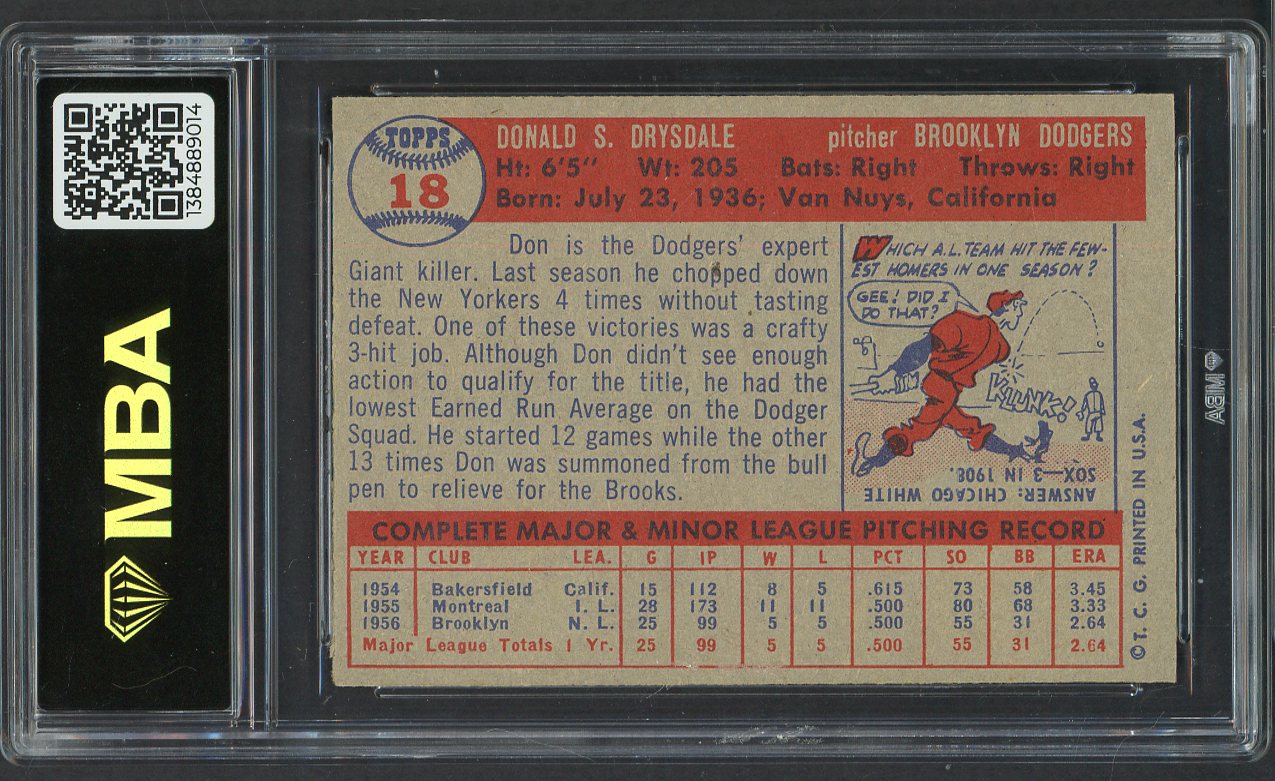 13848889014
MBA
TOPPS
18
DONALD S. DRYSDALE pitcher BROOKLYN DODGERS
Ht: 6'5" Wt: 205 Bats: Right Throws: Right
Born: July 23, 1936; Van Nuys, California
Don is the Dodgers' expert
Giant killer. Last season he chopped down
the New Yorkers 4 times without tasting
defeat. One of these victories was a crafty
3-hit job. Although Don didn't see enough
action to qualify for the title, he had the
lowest Earned Run Average on the Dodger
Squad. He started 12 games while the other
13 times Don was summoned from the bull
pen to relieve for the Brooks.
WHICH A.L. TEAM HIT THE FEW-
EST HOMERS IN ONE SEASON?
GEE! DID I
DO THAT?
KLUNK!
ANSWER: CHICAGO WHITE
SOX—3 IN 1908.
COMPLETE MAJOR & MINOR LEAGUE PITCHING RECORD
YEAR CLUB LEA. G IP W L PCT SO BB ERA
1954 Bakersfield Calif. 15 112 8 5 .615 73 58 3.45
1955 Montreal I. L. 28 173 11 11 .500 80 68 3.33
1956 Brooklyn N. L. 25 99 5 5 .500 55 31 2.64
Major League Totals 1 Yr. 25 99 5 5 .500 55 31 2.64
© T. C. G. PRINTED IN U.S.A.
MBA